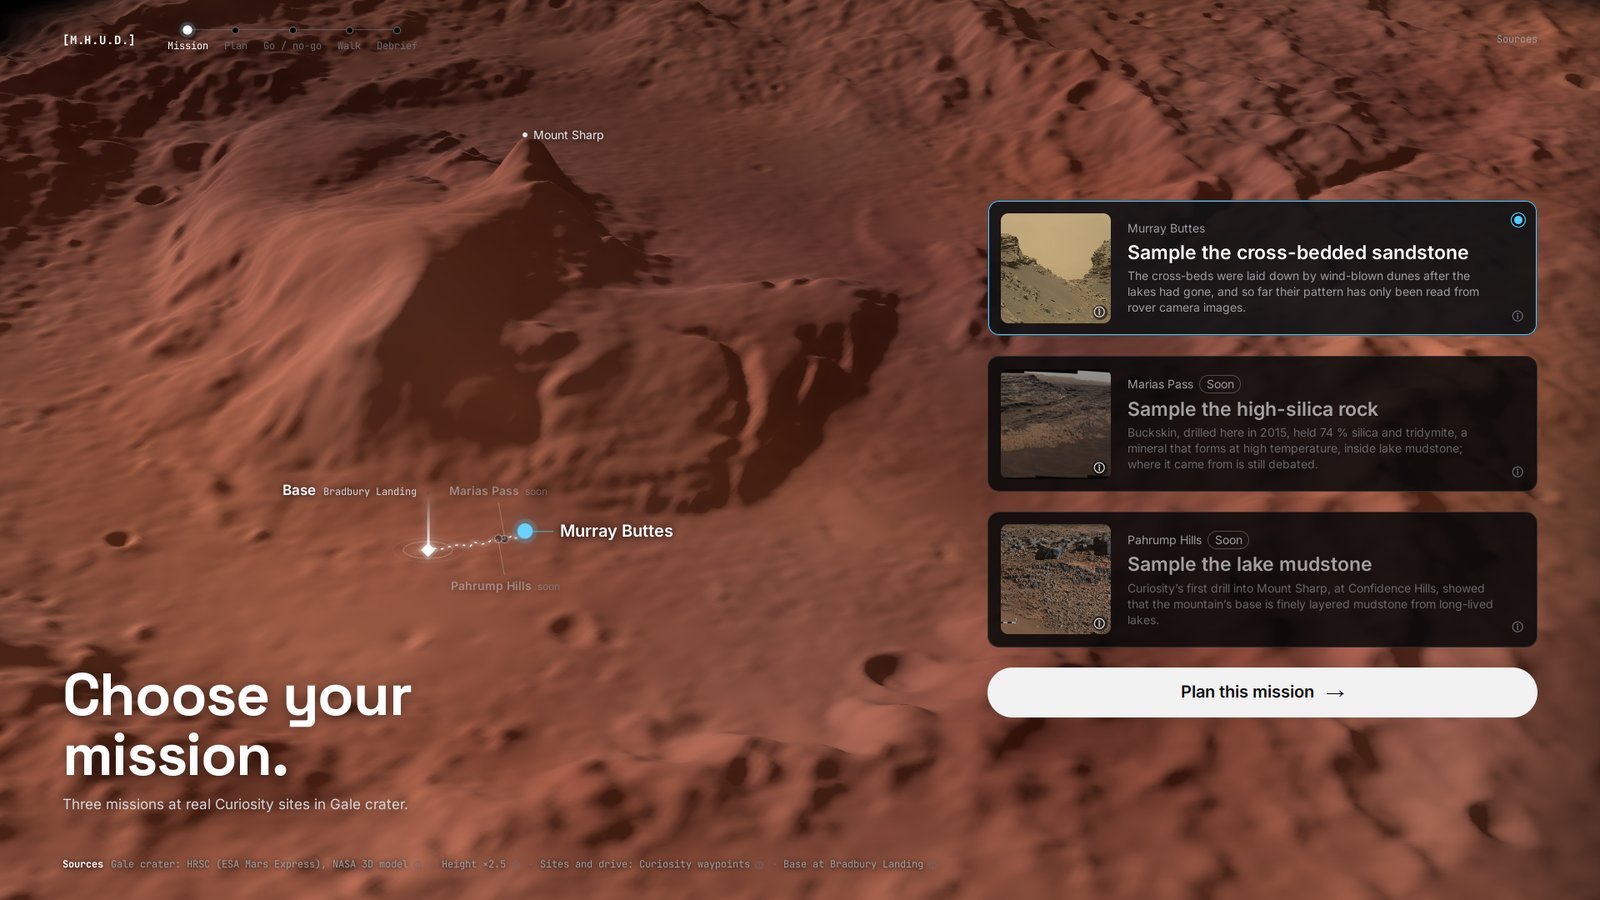 [M.H.U.D.]
Mission Plan Go / no-go Walk Debrief
Sources
Mount Sharp
Murray Buttes
Sample the cross-bedded sandstone
The cross-beds were laid down by wind-blown dunes after the
lakes had gone, and so far their pattern has only been read from
rover camera images.
Marias Pass Soon
Sample the high-silica rock
Buckskin, drilled here in 2015, held 74 % silica and tridymite, a
mineral that forms at high temperature, inside lake mudstone;
where it came from is still debated.
Pahrump Hills Soon
Sample the lake mudstone
Curiosity’s first drill into Mount Sharp, at Confidence Hills, showed
that the mountain’s base is finely layered mudstone from long-lived
lakes.
Plan this mission →
Base Bradbury Landing
Marias Pass soon
Murray Buttes
Pahrump Hills soon
Choose your
mission.
Three missions at real Curiosity sites in Gale crater.
Sources Gale crater: HRSC (ESA Mars Express), NASA 3D model · Height ×2.5 · Sites and drive: Curiosity waypoints · Base at Bradbury Landing